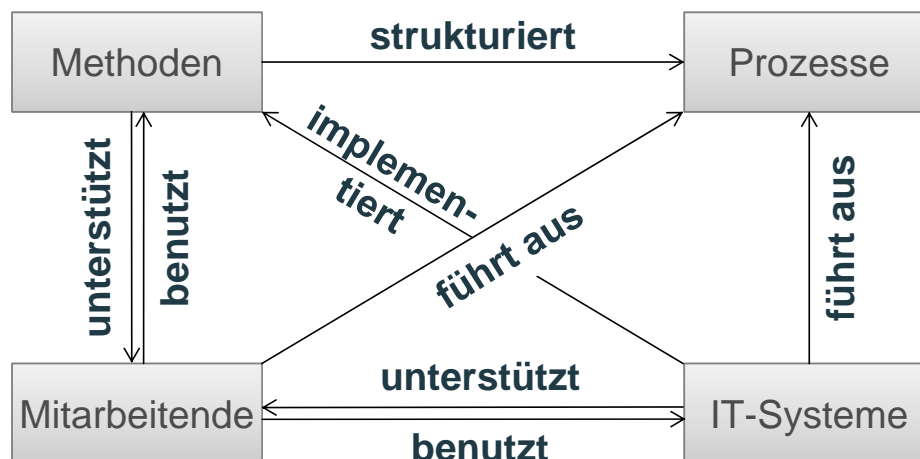 strukturiert
Methoden
Prozesse
implemen-
tiert
unterstützt
benutzt
führt aus
führt aus
unterstützt
Mitarbeitende
IT-Systeme
benutzt